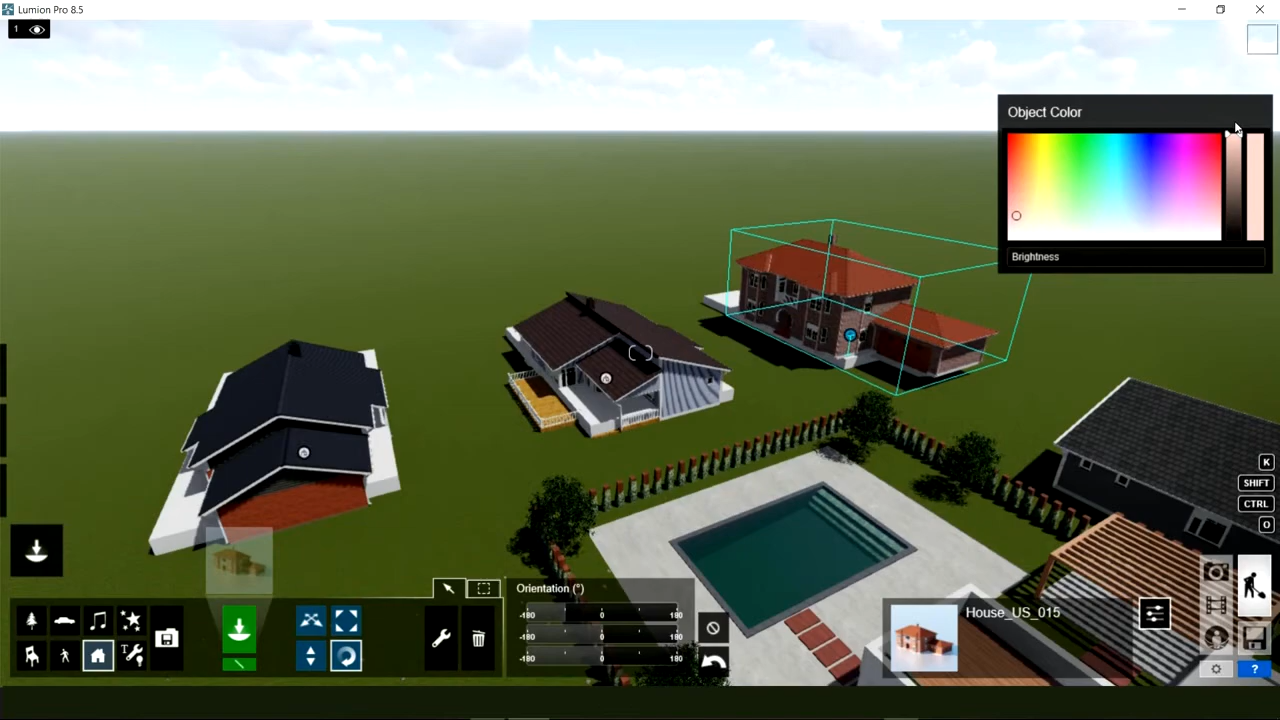 Lumion Pro 8.5
1
Object Color
Brightness
K
SHIFT
CTRL
O
Orientation (°)
-180 0 180
-180 0 180
-180 0 180
House_US_015
?